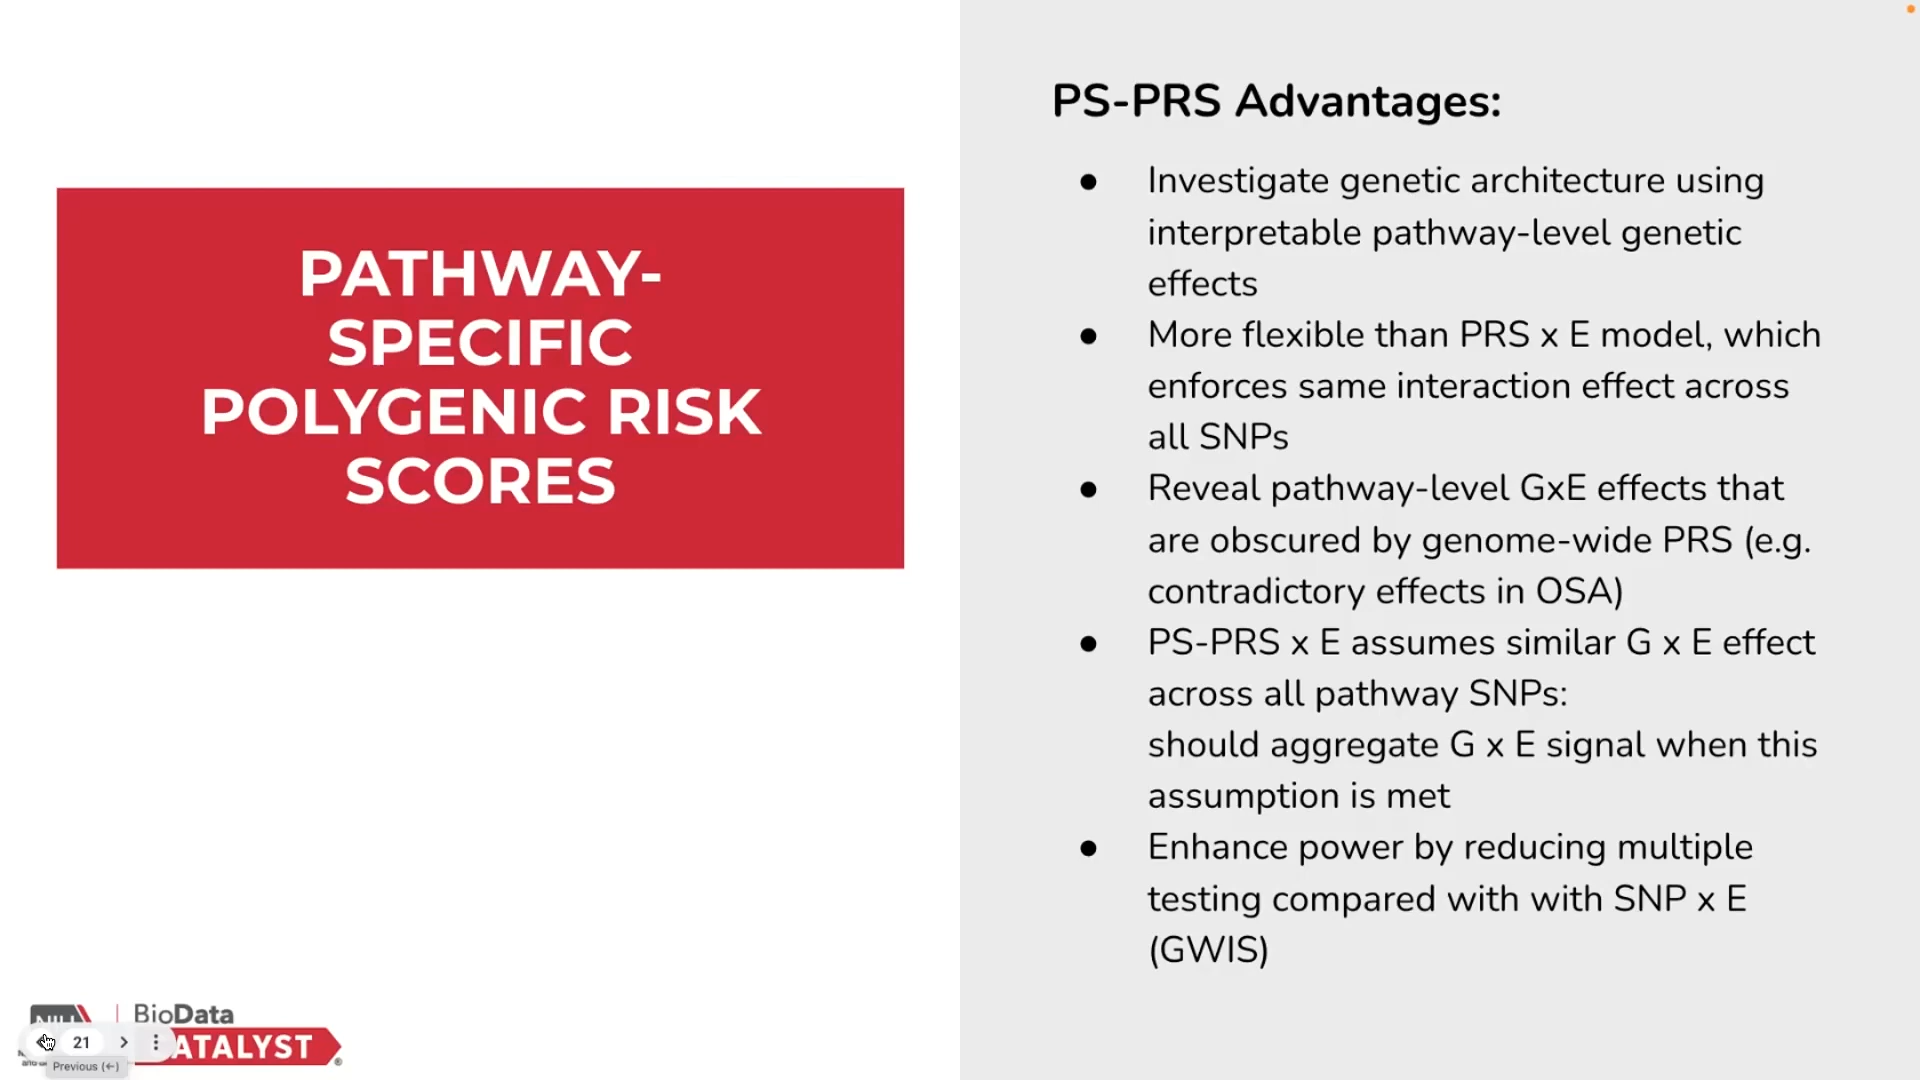 PATHWAY-
SPECIFIC
POLYGENIC RISK
SCORES
PS-PRS Advantages:
● Investigate genetic architecture using
interpretable pathway-level genetic
effects
● More flexible than PRS x E model, which
enforces same interaction effect across
all SNPs
● Reveal pathway-level GxE effects that
are obscured by genome-wide PRS (e.g.
contradictory effects in OSA)
● PS-PRS x E assumes similar G x E effect
across all pathway SNPs:
should aggregate G x E signal when this
assumption is met
● Enhance power by reducing multiple
testing compared with with SNP x E
(GWIS)
NIH
BioData
ATALYST®
21
Previous (←)